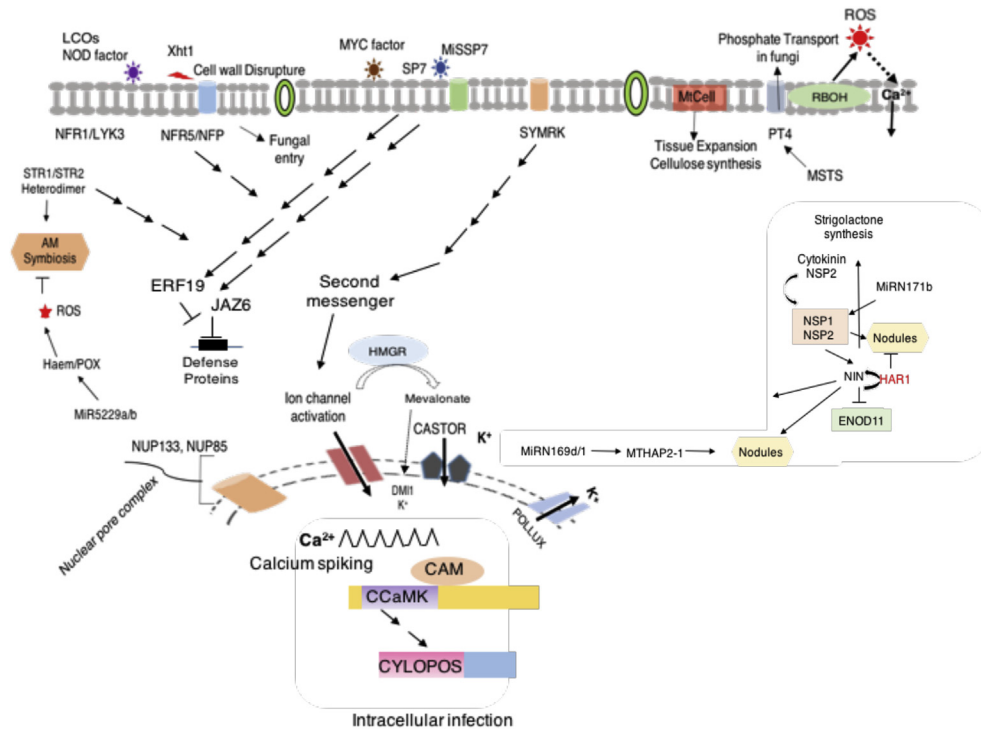 LCOs
NOD factor
Xht1
Cell wall Disrupture
MYC factor
SP7
MiSSP7
Phosphate Transport
in fungi
ROS
MtCell
RBOH
Ca²⁺
NFR1/LYK3
NFR5/NFP
Fungal
entry
SYMRK
Tissue Expansion
Cellulose synthesis
PT4
MSTS
STR1/STR2
Heterodimer
AM
Symbiosis
ROS
Haem/POX
MiR5229a/b
ERF19
JAZ6
Defense
Proteins
Second
messenger
HMGR
Ion channel
activation
Mevalonate
CASTOR
K⁺
DMI1
K⁺
POLLUX
K⁺
NUP133, NUP85
Nuclear pore complex
Strigolactone
synthesis
Cytokinin
NSP2
MiRN171b
NSP1
NSP2
Nodules
NIN
HAR1
ENOD11
MiRN169d/1
MTHAP2-1
Nodules
Ca²⁺
Calcium spiking
CAM
CCaMK
CYLOPOS
Intracellular infection